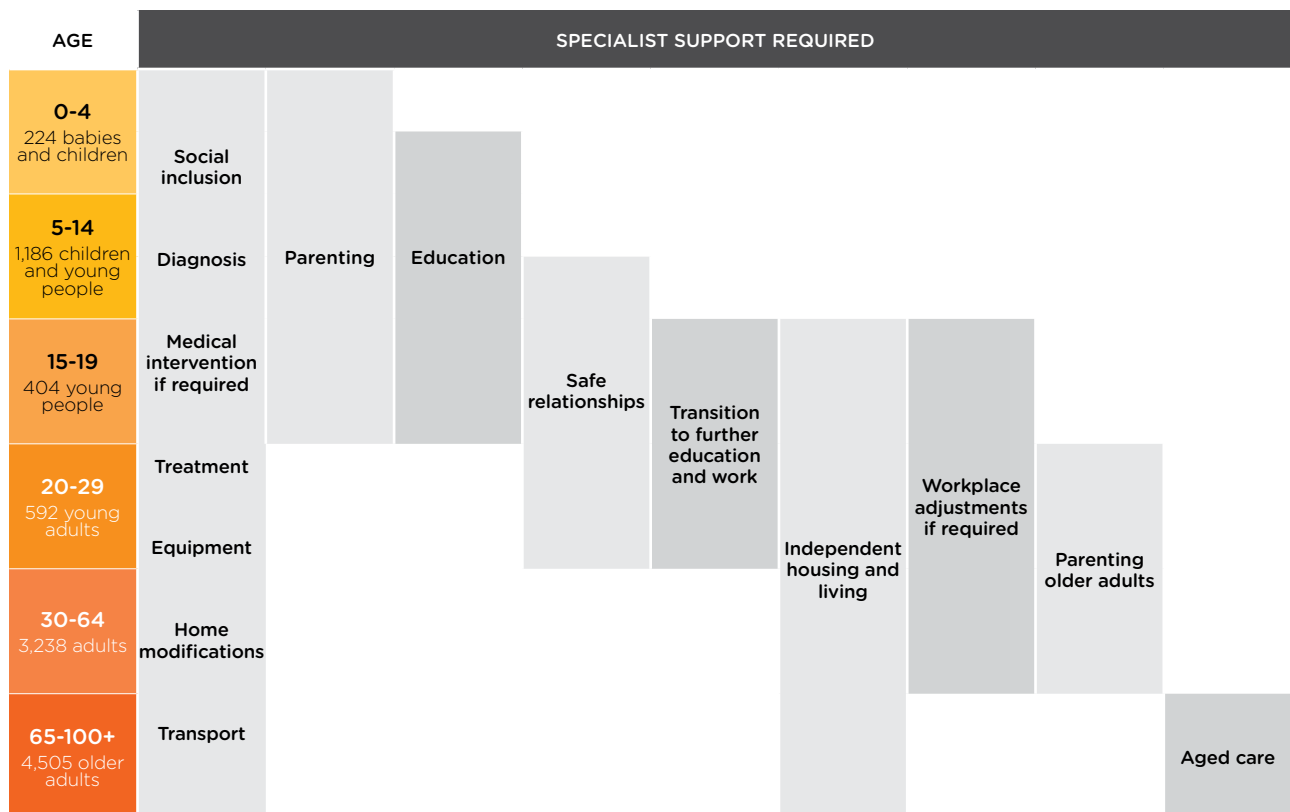 AGE
SPECIALIST SUPPORT REQUIRED
0-4
224 babies
and children
5-14
1,186 children
and young
people
15-19
404 young
people
20-29
592 young
adults
30-64
3,238 adults
65-100+
4,505 older
adults
Social
inclusion
Diagnosis
Medical
intervention
if required
Treatment
Equipment
Home
modifications
Transport
Parenting
Education
Safe
relationships
Transition
to further
education
and work
Independent
housing and
living
Workplace
adjustments
if required
Parenting
older adults
Aged care